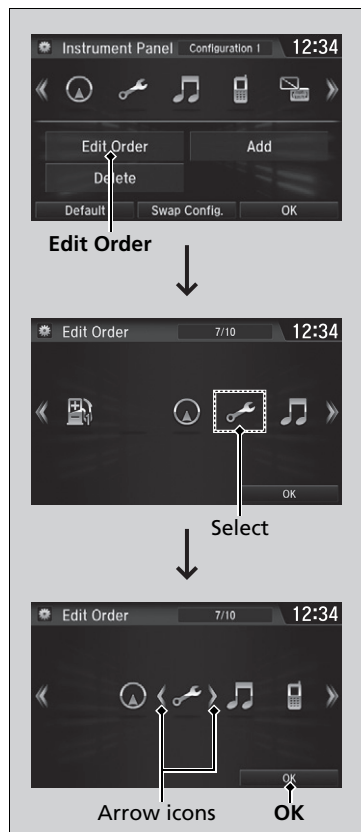 Instrument Panel Configuration 1 12:34
Edit Order Add
Delete
Default Swap Config. OK
Edit Order
Edit Order 7/10 12:34
OK
Select
Edit Order 7/10 12:34
OK
Arrow icons OK